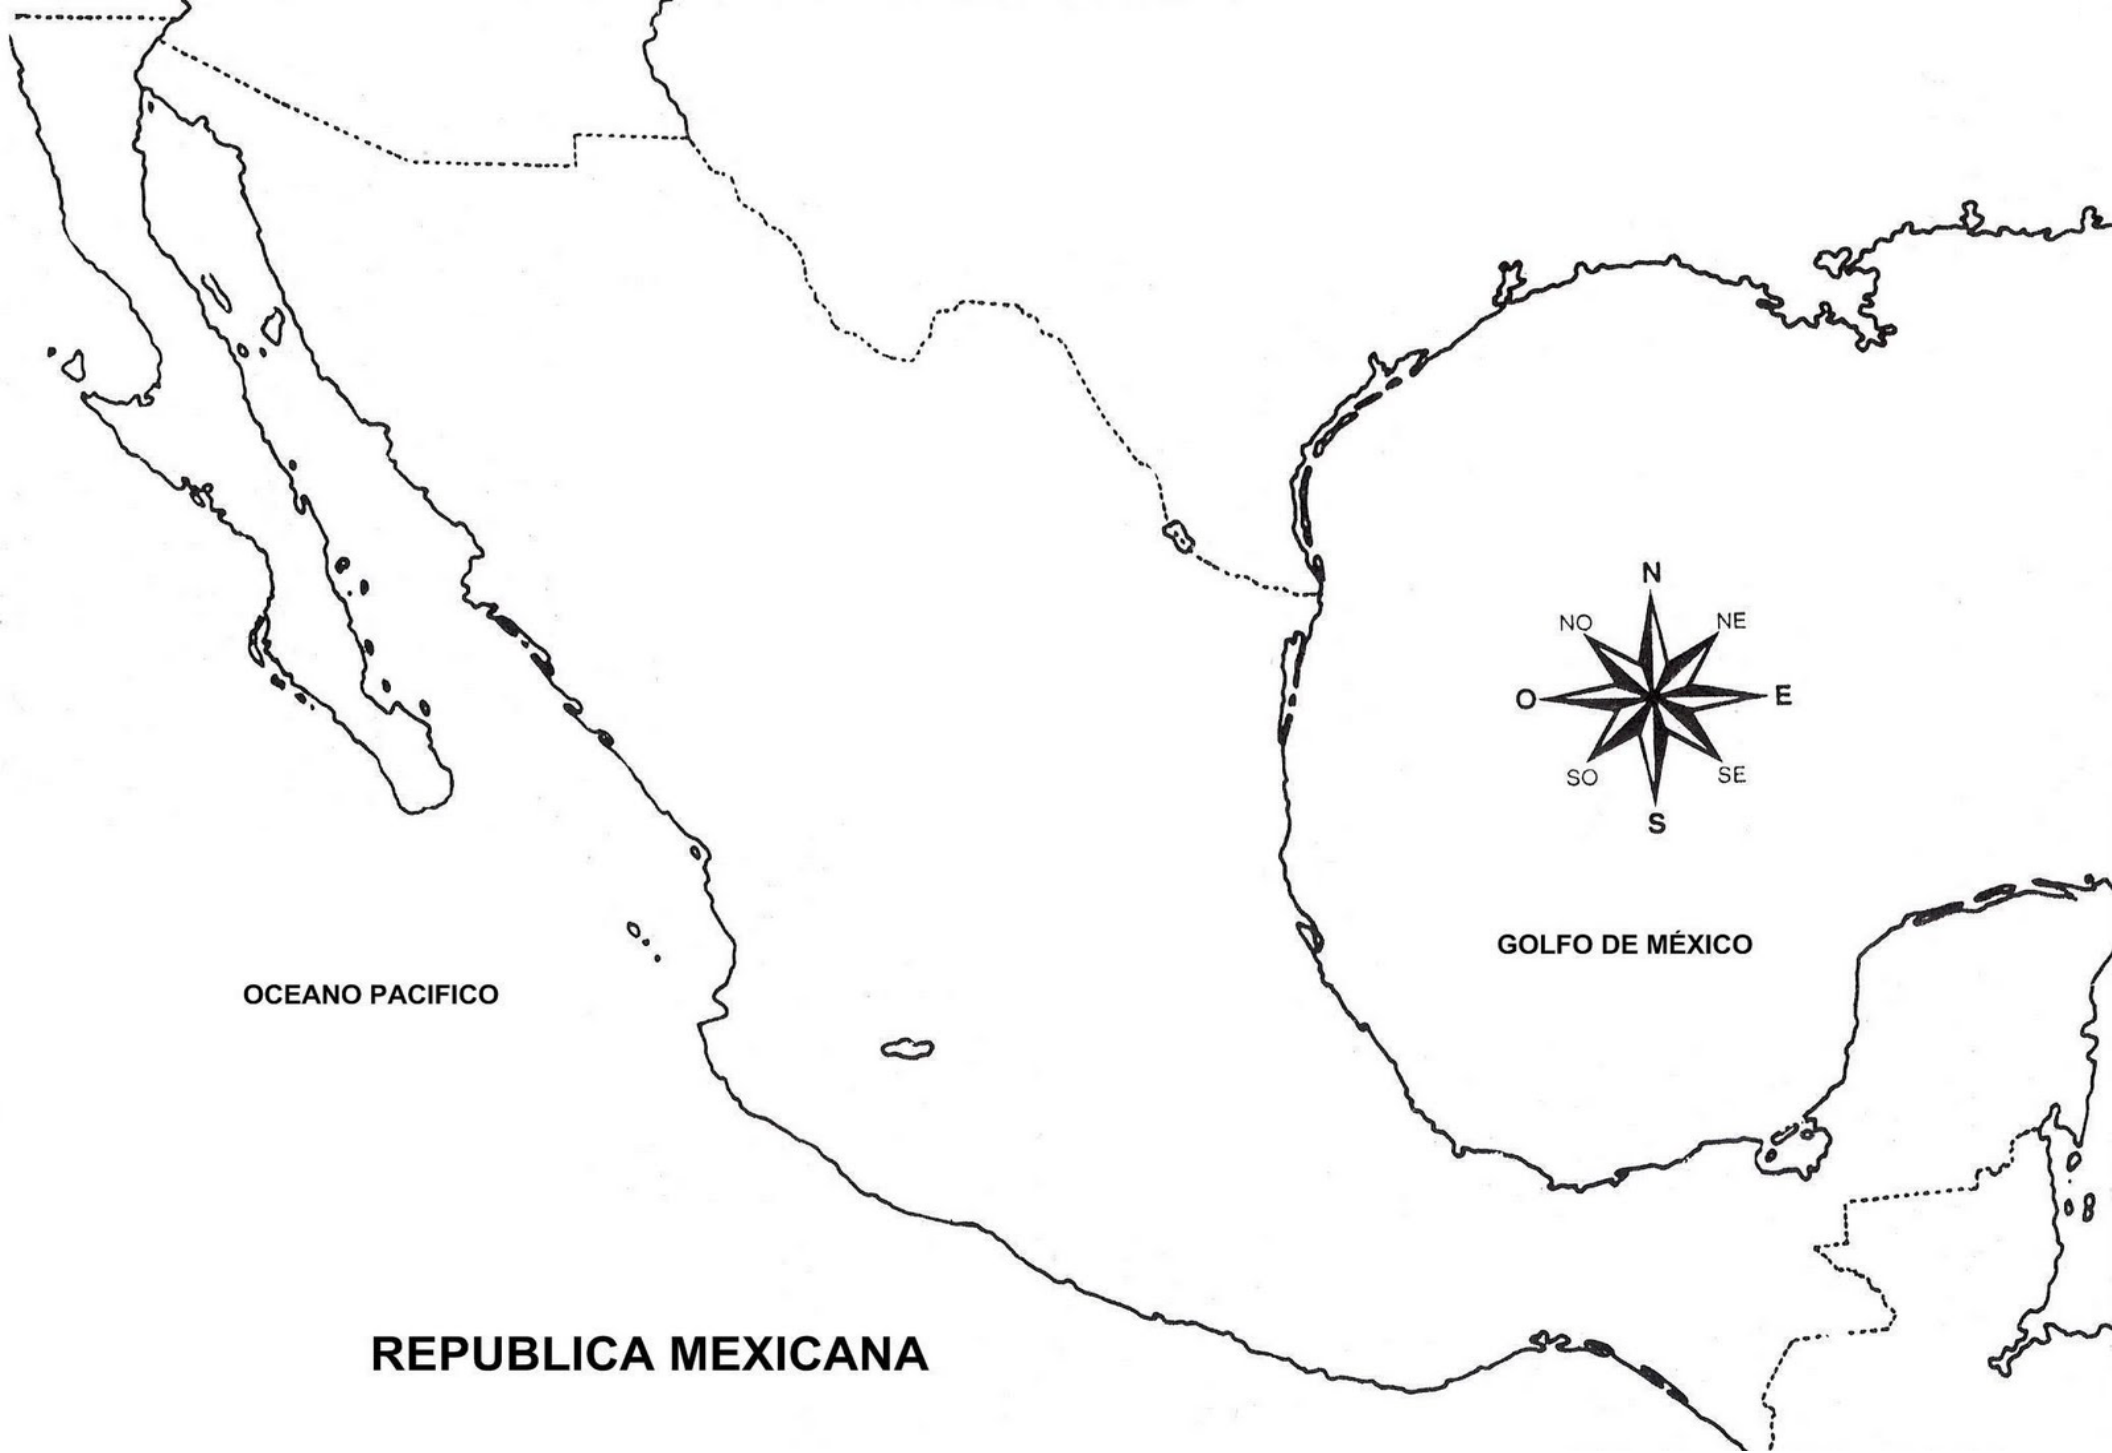 N
NO
NE
O
E
SO
SE
S
GOLFO DE MÉXICO
OCEANO PACIFICO
REPUBLICA MEXICANA